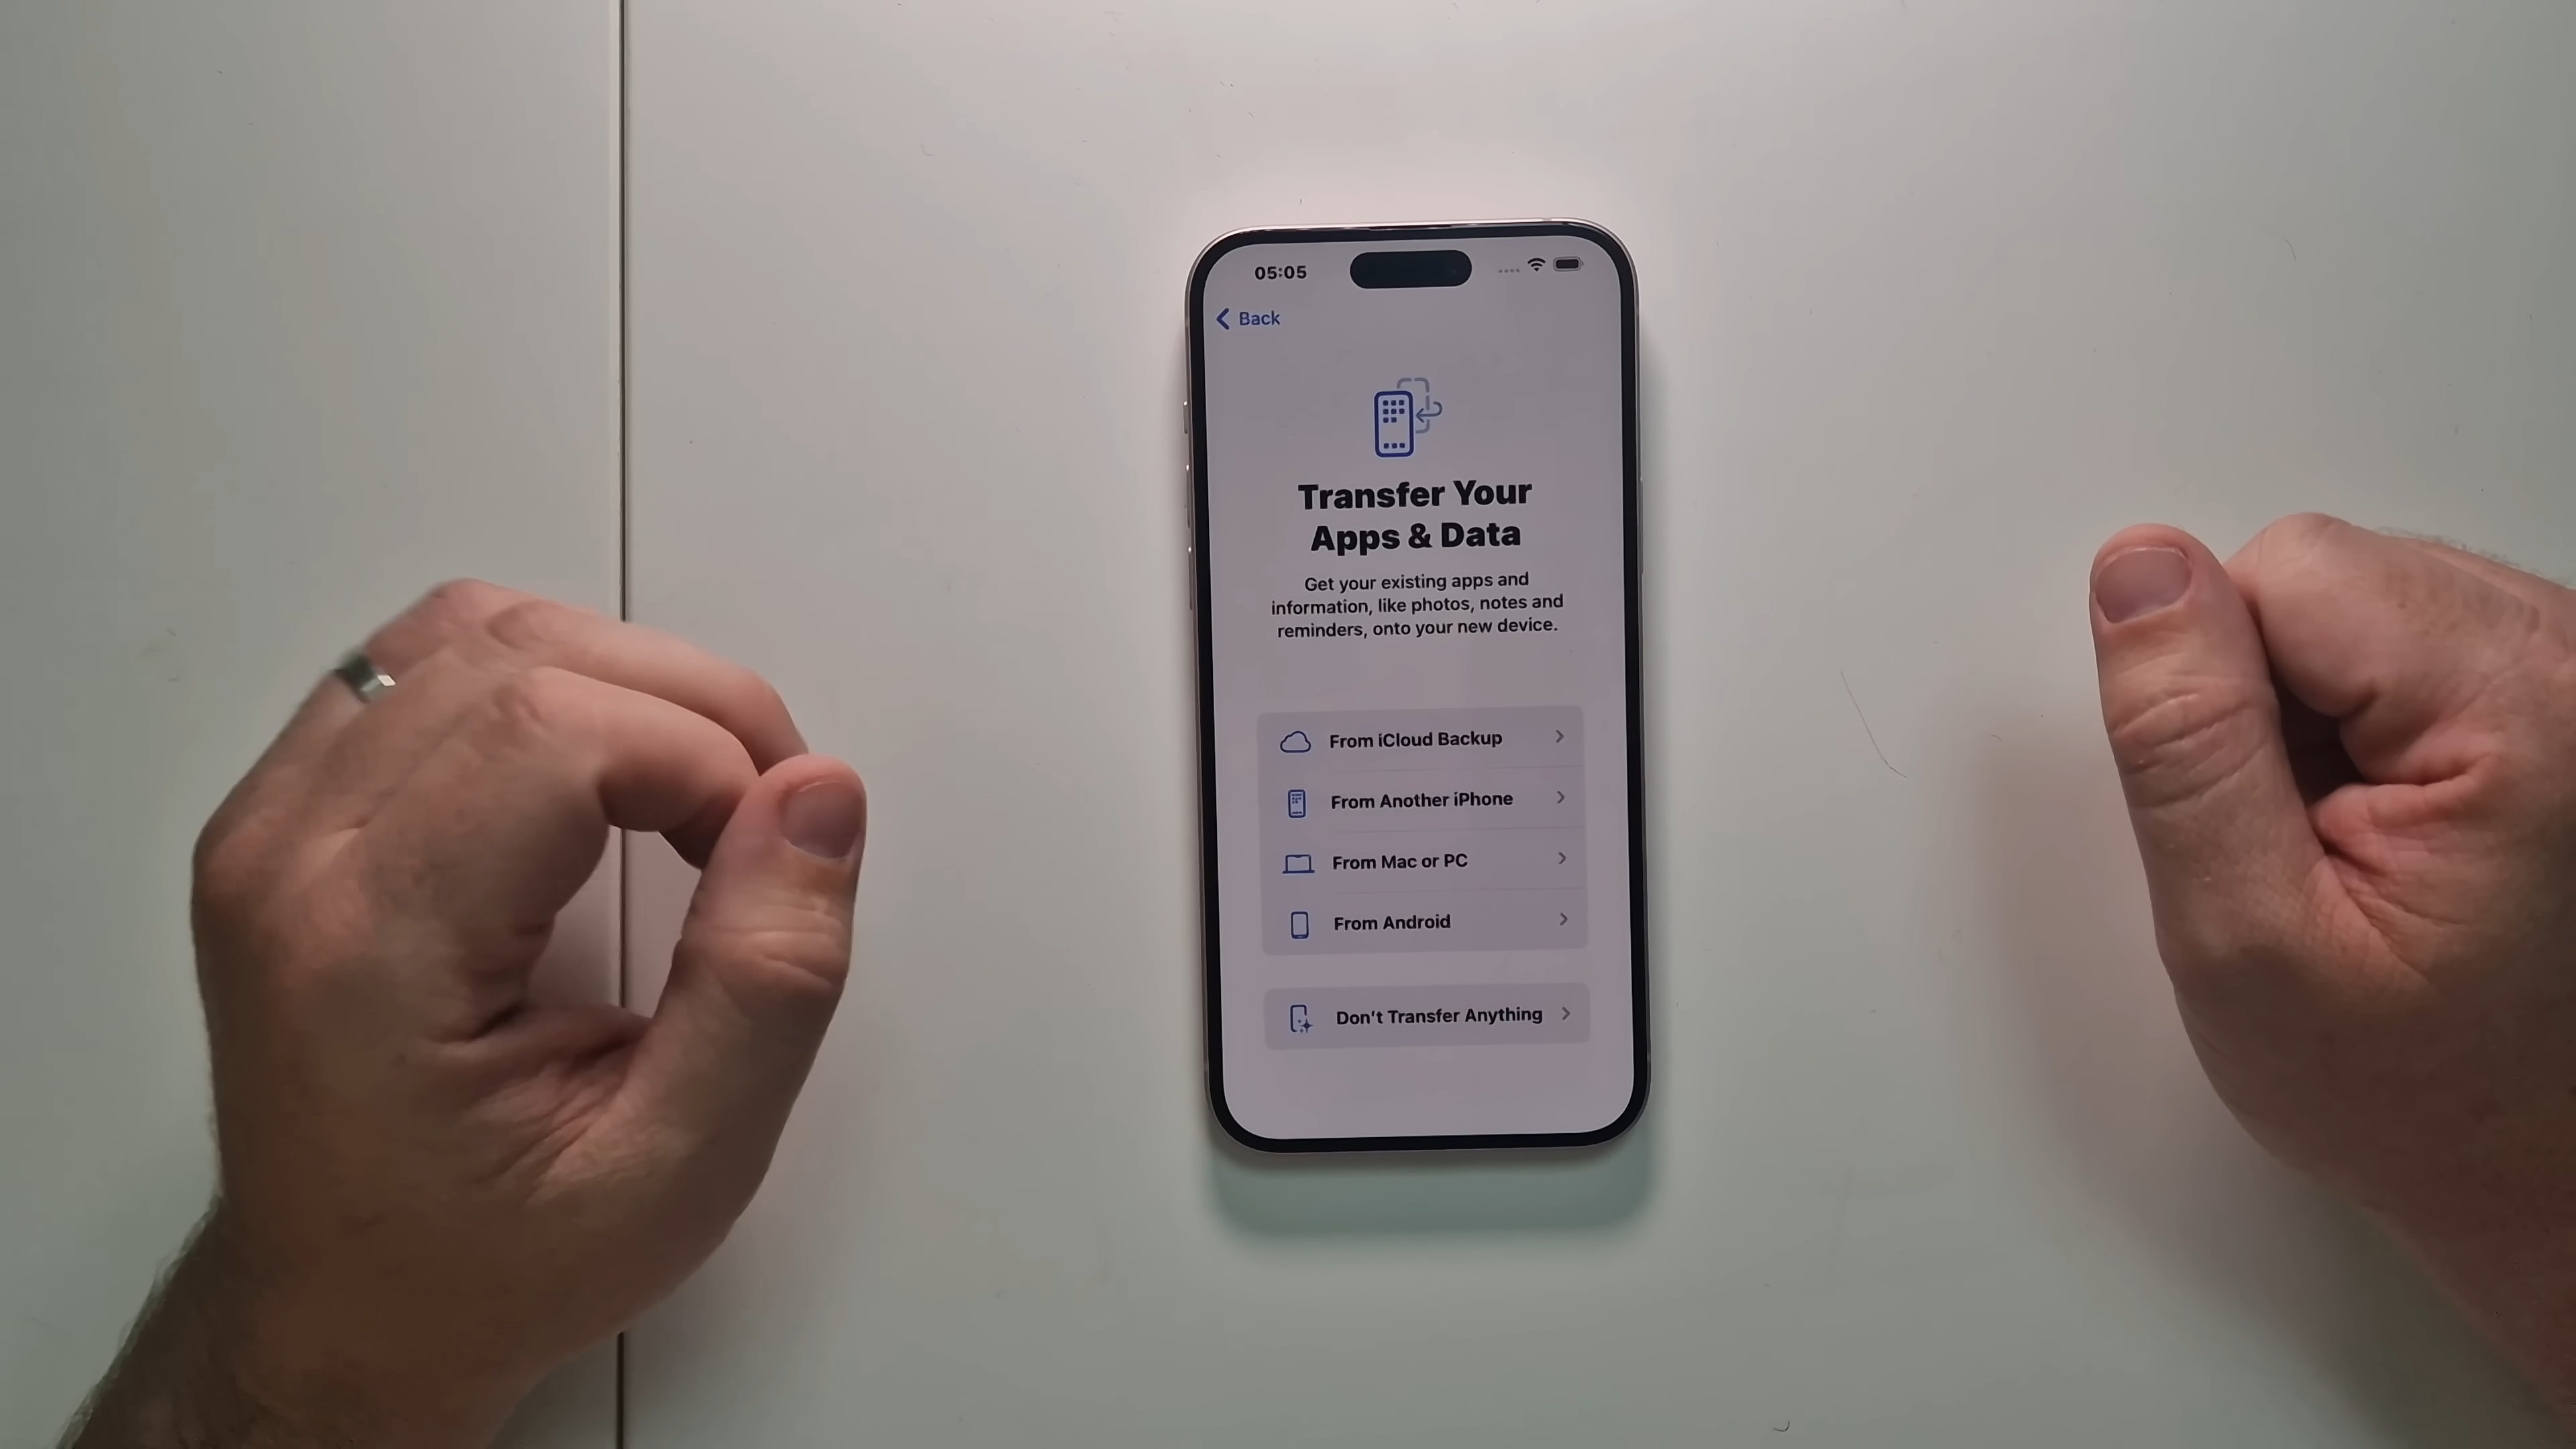 05:05
Back
Transfer Your
Apps & Data
Get your existing apps and
information, like photos, notes and
reminders, onto your new device.
From iCloud Backup
From Another iPhone
From Mac or PC
From Android
Don't Transfer Anything